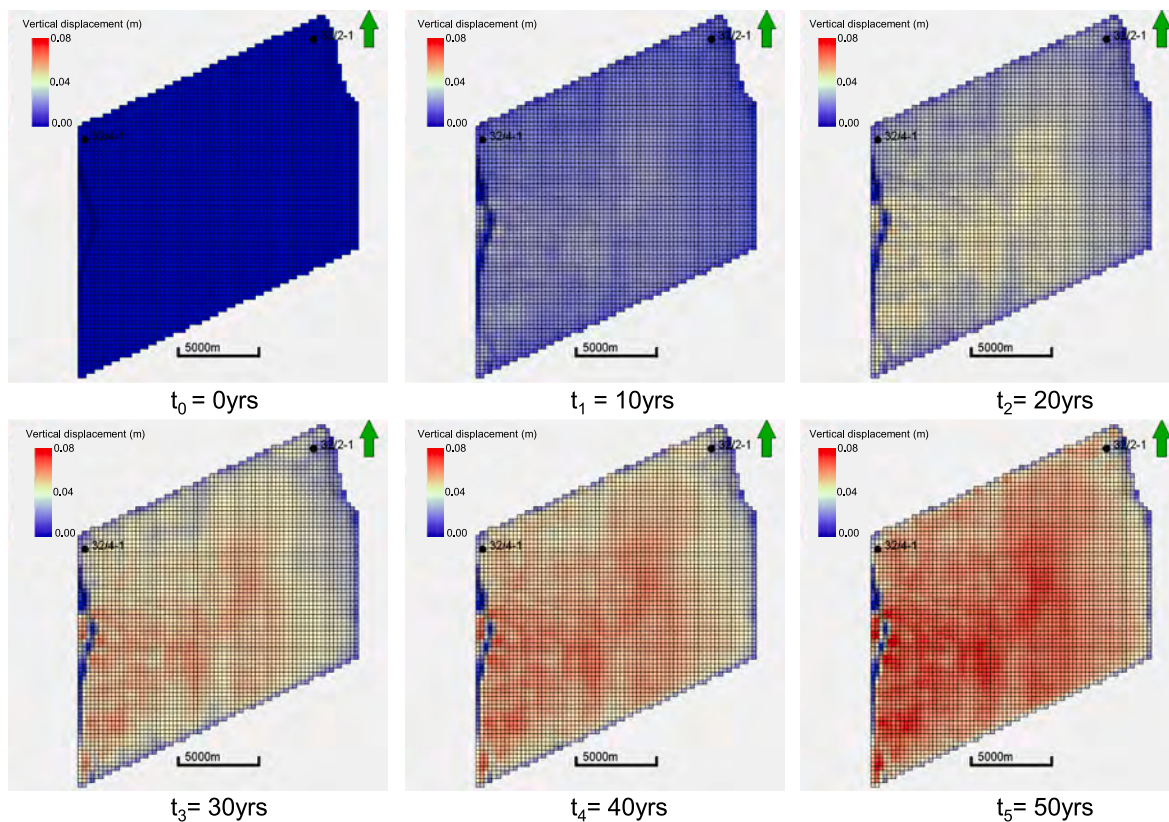 Vertical displacement (m)
0.08
0.04
0.00
32/2-1
32/4-1
5000m
t₀ = 0yrs
Vertical displacement (m)
0.08
0.04
0.00
32/2-1
32/4-1
5000m
t₁ = 10yrs
Vertical displacement (m)
0.08
0.04
0.00
32/2-1
32/4-1
5000m
t₂= 20yrs
Vertical displacement (m)
0.08
0.04
0.00
32/2-1
32/4-1
5000m
t₃= 30yrs
Vertical displacement (m)
0.08
0.04
0.00
32/2-1
32/4-1
5000m
t₄= 40yrs
Vertical displacement (m)
0.08
0.04
0.00
32/2-1
32/4-1
5000m
t₅= 50yrs